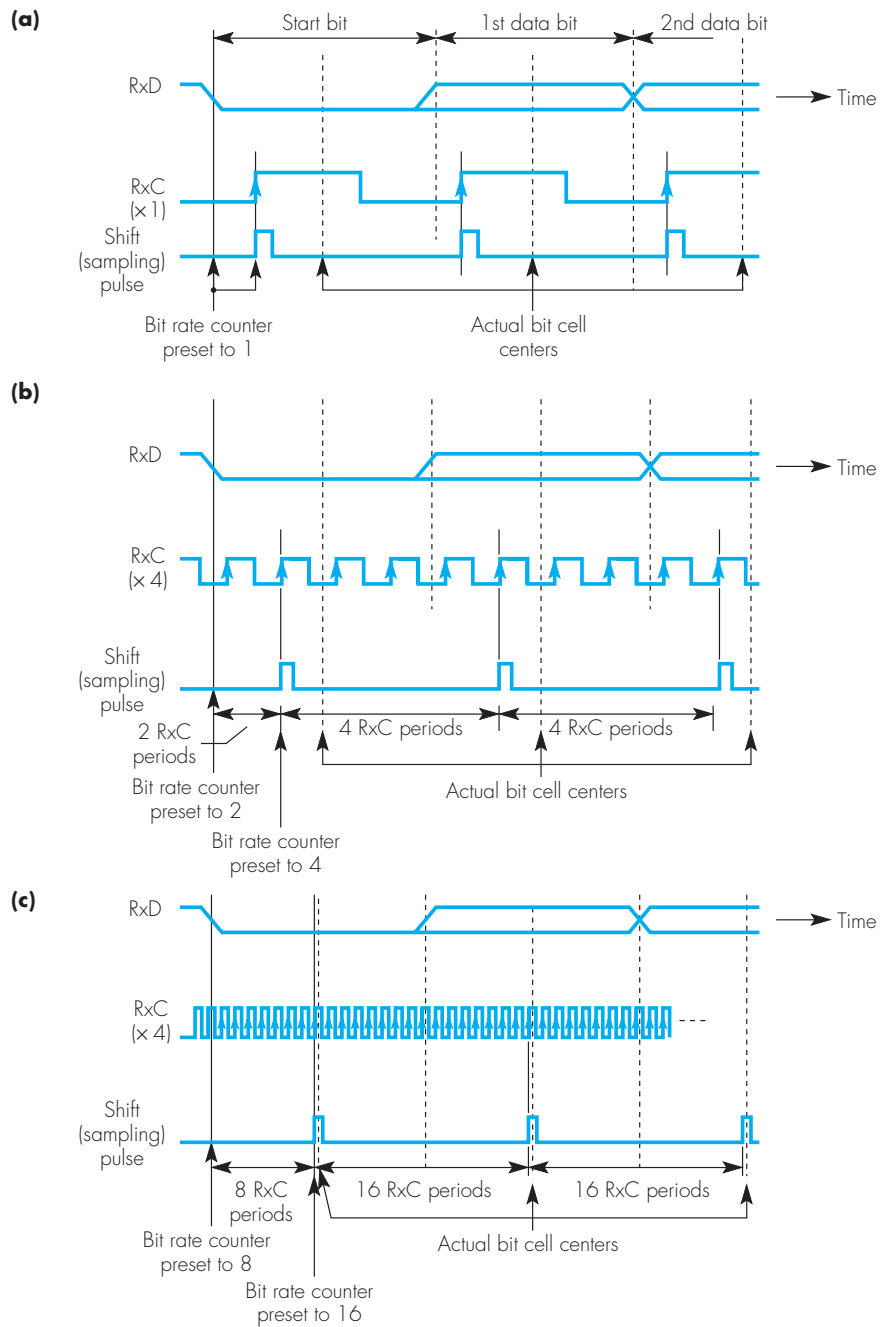 (a)
Start bit
1st data bit
2nd data bit
RxD
Time
RxC
(× 1)
Shift
(sampling)
pulse
Bit rate counter
preset to 1
Actual bit cell
centers
(b)
RxD
Time
RxC
(× 4)
Shift
(sampling)
pulse
2 RxC
periods
4 RxC periods
4 RxC periods
Bit rate counter
preset to 2
Actual bit cell centers
Bit rate counter
preset to 4
(c)
RxD
Time
RxC
(× 4)
Shift
(sampling)
pulse
8 RxC
periods
16 RxC periods
16 RxC periods
Bit rate counter
preset to 8
Actual bit cell centers
Bit rate counter
preset to 16